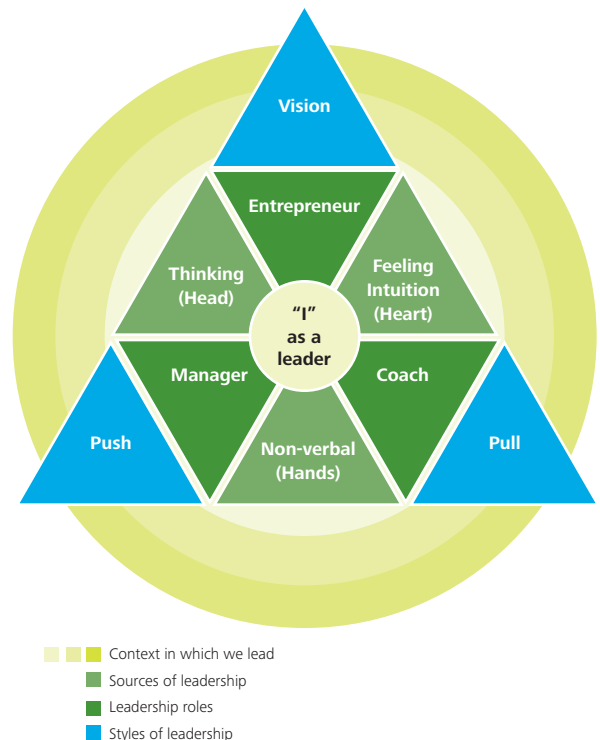 Vision
Entrepreneur
Thinking
(Head)
Feeling
Intuition
(Heart)
"I"
as a
leader
Manager
Coach
Push
Non-verbal
(Hands)
Pull
Context in which we lead
Sources of leadership
Leadership roles
Styles of leadership